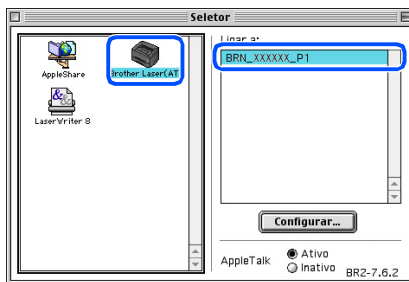 Seletor
AppleShare
Brother Laser(AT
LaserWriter 8
Ligar a:
BRN_XXXXXX_P1
Configurar...
AppleTalk
Ativo
Inativo
BR2-7.6.2